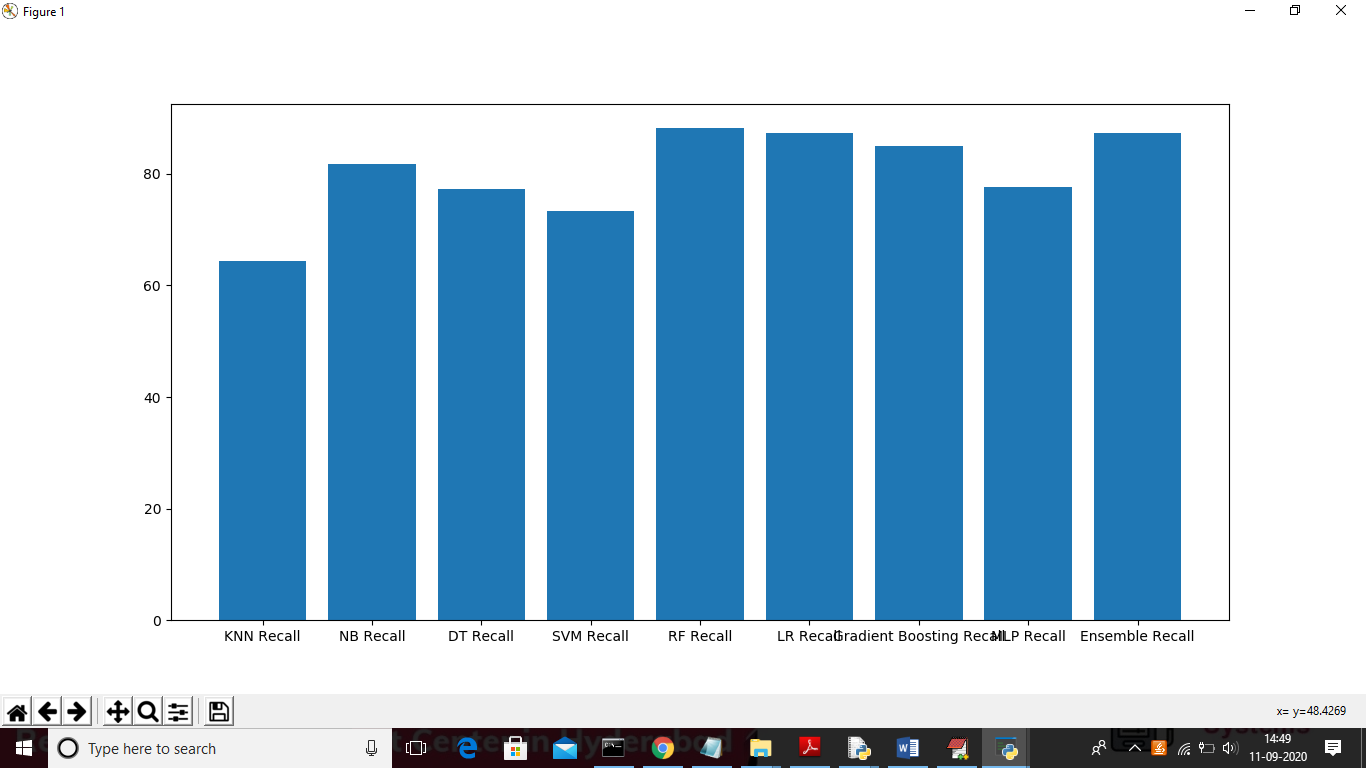 Figure 1
80
60
40
20
0
KNN Recall NB Recall DT Recall SVM Recall RF Recall LR Recall Gradient Boosting Recall MLP Recall Ensemble Recall
x= y=48.4269
Systems
Type here to search
14:49
11-09-2020